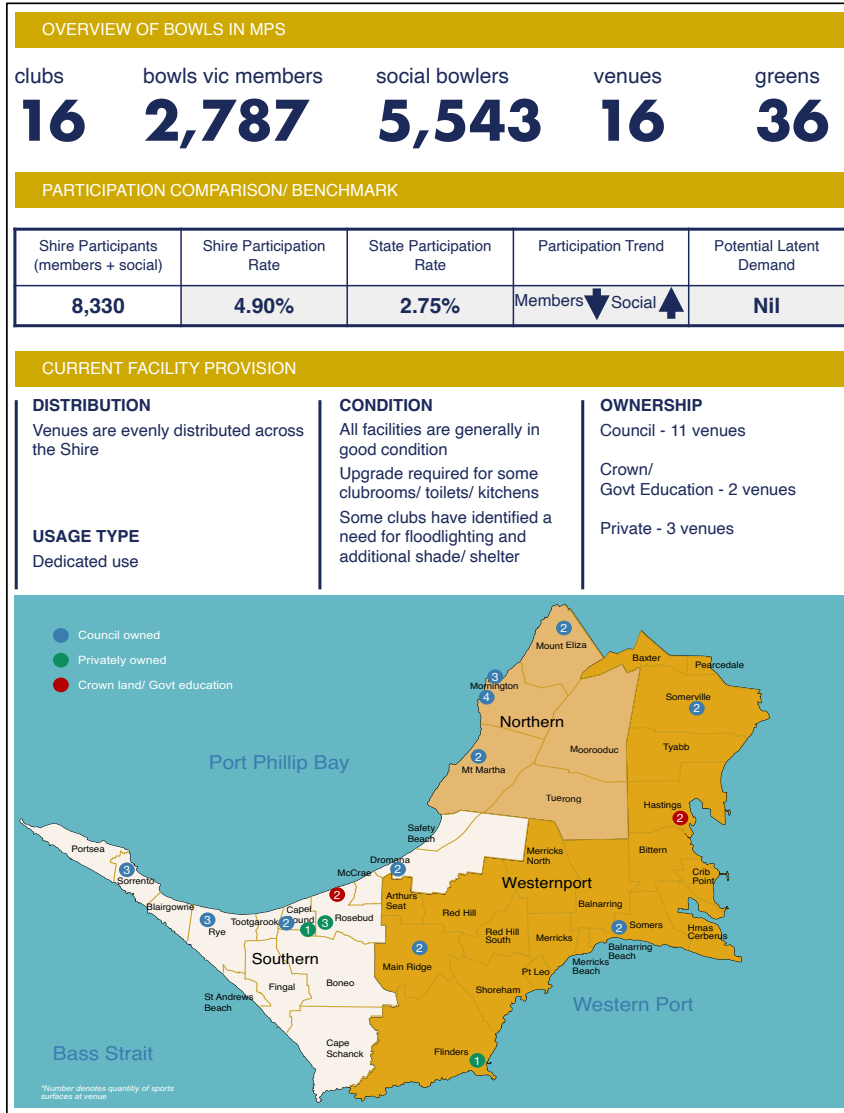 OVERVIEW OF BOWLS IN MPS
clubs
16
bowls vic members
2,787
social bowlers
5,543
venues
16
greens
36
PARTICIPATION COMPARISON/ BENCHMARK
Shire Participants
(members + social)
Shire Participation
Rate
State Participation
Rate
Participation Trend
Potential Latent
Demand
8,330
4.90%
2.75%
Members
Social
Nil
CURRENT FACILITY PROVISION
DISTRIBUTION
Venues are evenly distributed across
the Shire
USAGE TYPE
Dedicated use
CONDITION
All facilities are generally in
good condition
Upgrade required for some
clubrooms/ toilets/ kitchens
Some clubs have identified a
need for floodlighting and
additional shade/ shelter
OWNERSHIP
Council - 11 venues
Crown/
Govt Education - 2 venues
Private - 3 venues
Council owned
Privately owned
Crown land/ Govt education
2
Mount Eliza
Baxter
Pearcedale
3
Mornington
4
Somerville
2
Northern
Moorooduc
Tyabb
Port Phillip Bay
2
Mt Martha
Tuerong
Hastings
2
Safety
Beach
Portsea
Dromana
2
Merricks
North
Bittern
3
Sorrento
McCrae
Westernport
Crib
Point
2
Arthurs
Seat
Blairgowrie
3
Rye
Tootgarook
2
Capel
Sound
1
3
Rosebud
Red Hill
Balnarring
2
Somers
Hmas
Cerberus
Red Hill
South
Merricks
Balnarring
Beach
Southern
2
Main Ridge
Merricks
Beach
Pt Leo
Fingal
Boneo
Shoreham
St Andrews
Beach
Western Port
Cape
Schanck
Flinders
1
Bass Strait
*Number denotes quantitiy of sports
surfaces at venue